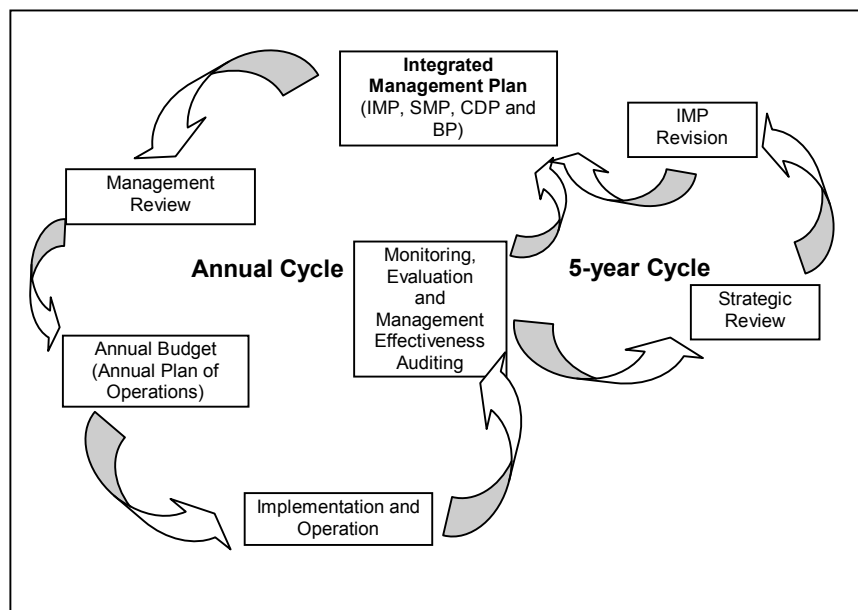 Integrated
Management Plan
(IMP, SMP, CDP and
BP)
IMP
Revision
Management
Review
Annual Cycle
Monitoring,
Evaluation
and
Management
Effectiveness
Auditing
5-year Cycle
Strategic
Review
Annual Budget
(Annual Plan of
Operations)
Implementation and
Operation